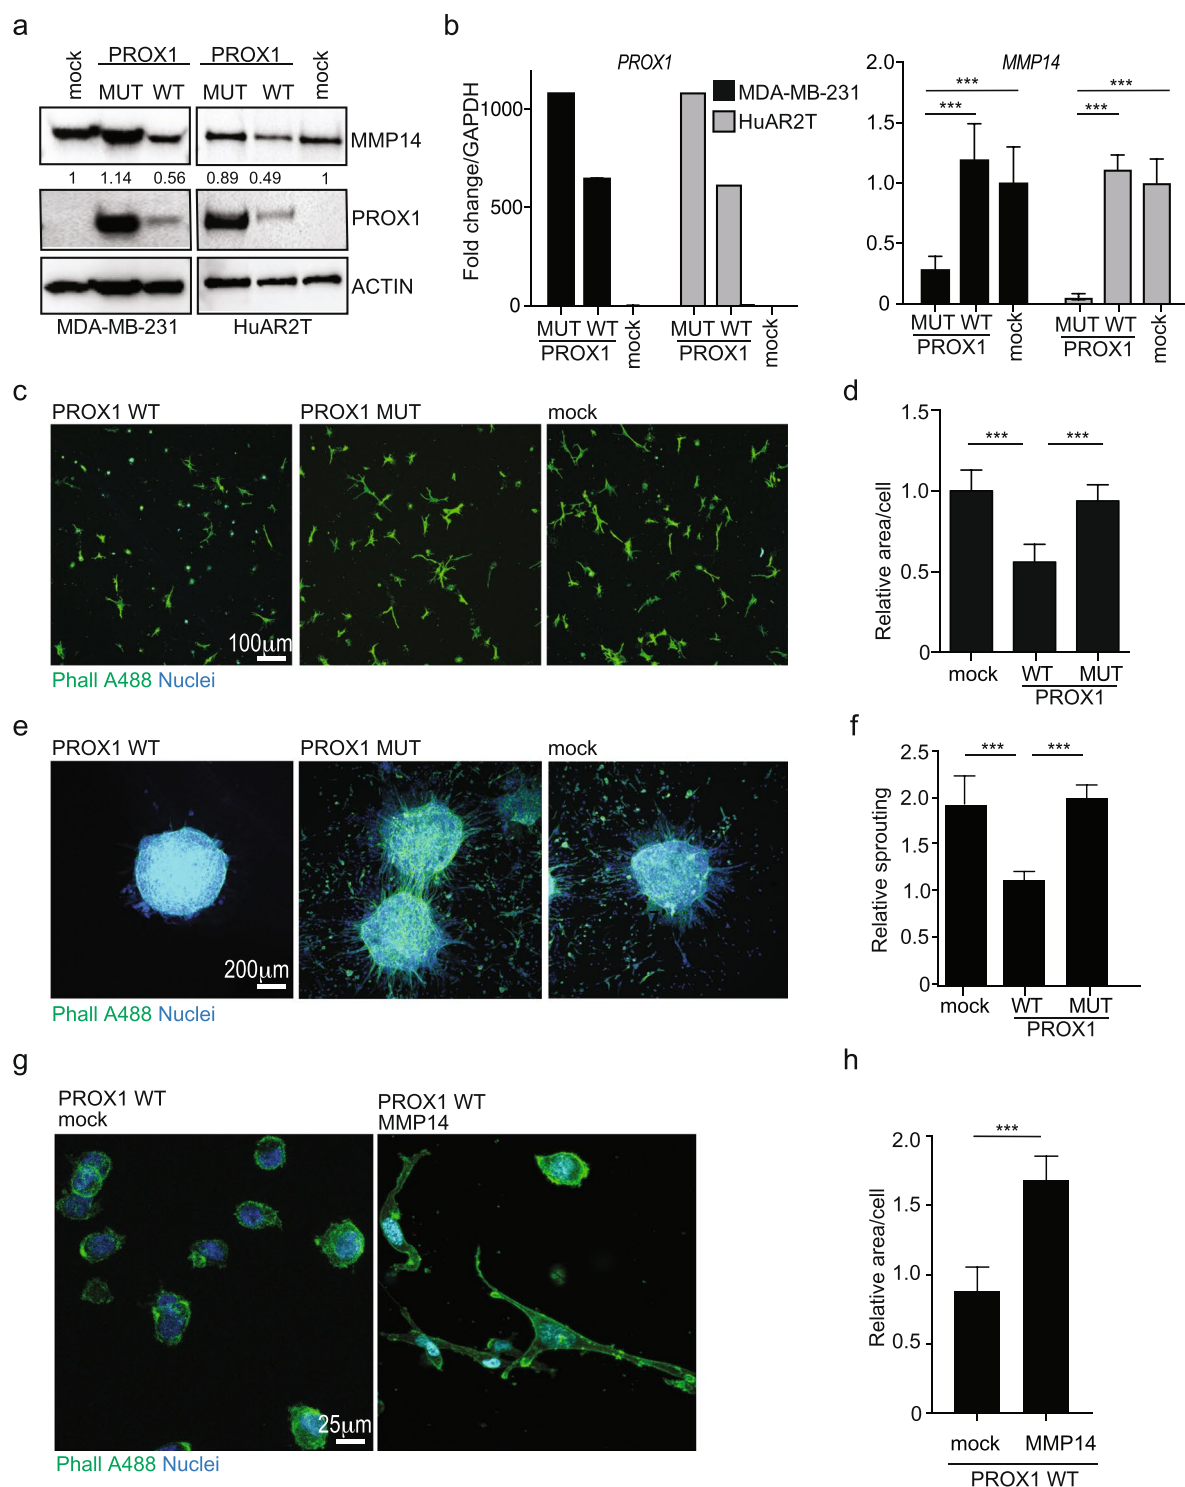 a
mock
PROX1
MUT WT
PROX1
MUT WT
mock
MMP14
1 1.14 0.56 0.89 0.49 1
PROX1
ACTIN
MDA-MB-231 HuAR2T
b
PROX1
Fold change/GAPDH
1000
500
0
MUT WT mock
PROX1
MUT WT mock
PROX1
MDA-MB-231
HuAR2T
MMP14
2.0
1.5
1.0
0.5
0
*** ***
*** ***
MUT WT mock
PROX1
MUT WT mock
PROX1
c
PROX1 WT PROX1 MUT mock
100μm
Phall A488 Nuclei
d
Relative area/cell
1.5
1.0
0.5
0
*** ***
mock WT MUT
PROX1
e
PROX1 WT PROX1 MUT mock
200μm
Phall A488 Nuclei
f
Relative sprouting
2.5
2.0
1.5
1.0
0.5
0
*** ***
mock WT MUT
PROX1
g
PROX1 WT
mock
PROX1 WT
MMP14
25μm
Phall A488 Nuclei
h
Relative area/cell
2.0
1.5
1.0
0.5
0
***
mock MMP14
PROX1 WT